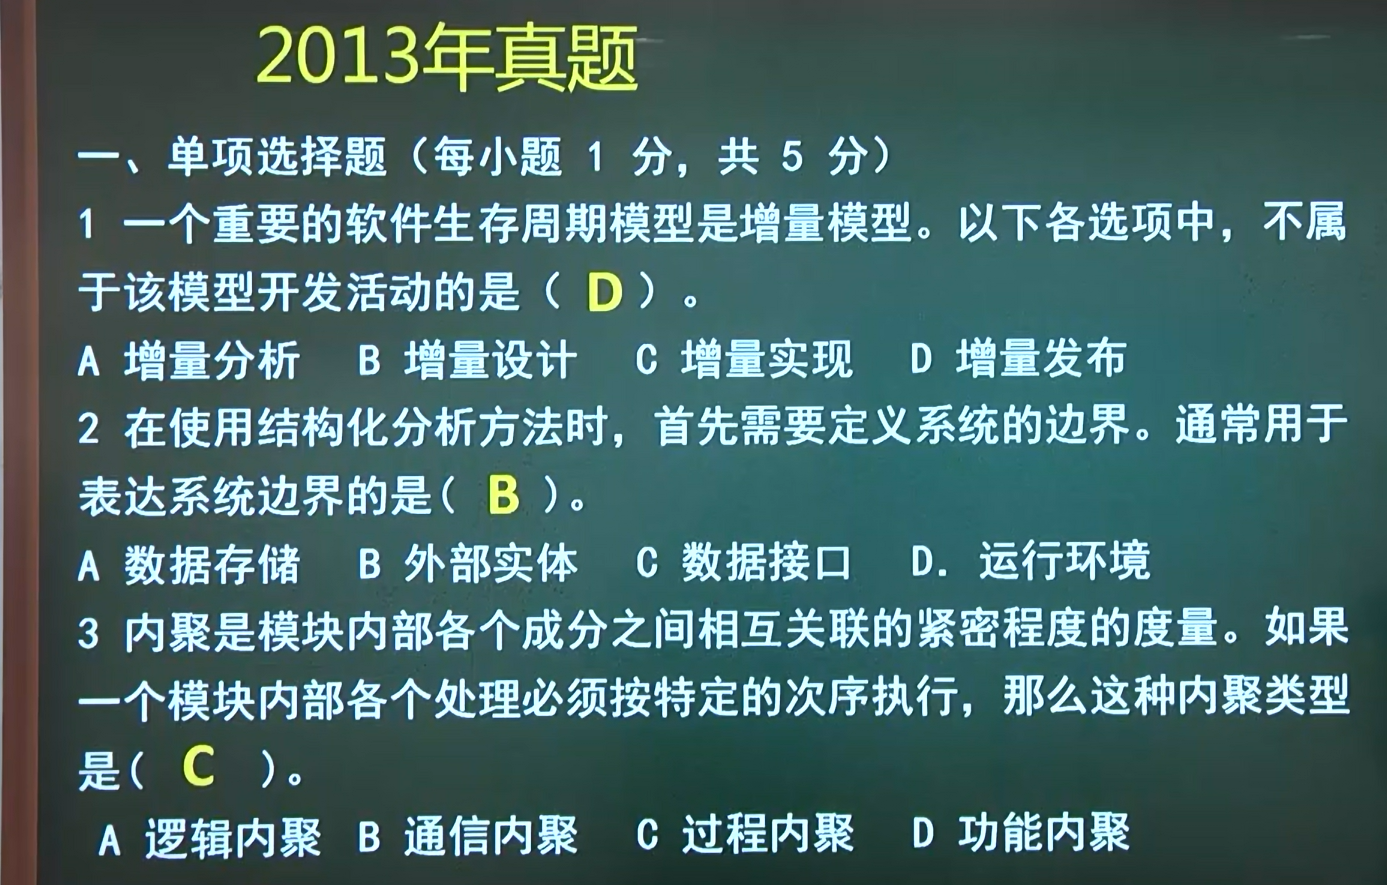 2013年真题
一、单项选择题（每小题 1 分，共 5 分）
1 一个重要的软件生存周期模型是增量模型。以下各选项中，不属
于该模型开发活动的是（ D ）。
A 增量分析 B 增量设计 C 增量实现 D 增量发布
2 在使用结构化分析方法时，首先需要定义系统的边界。通常用于
表达系统边界的是( B )。
A 数据存储 B 外部实体 C 数据接口 D. 运行环境
3 内聚是模块内部各个成分之间相互关联的紧密程度的度量。如果
一个模块内部各个处理必须按特定的次序执行，那么这种内聚类型
是( C )。
A 逻辑内聚 B 通信内聚 C 过程内聚 D 功能内聚